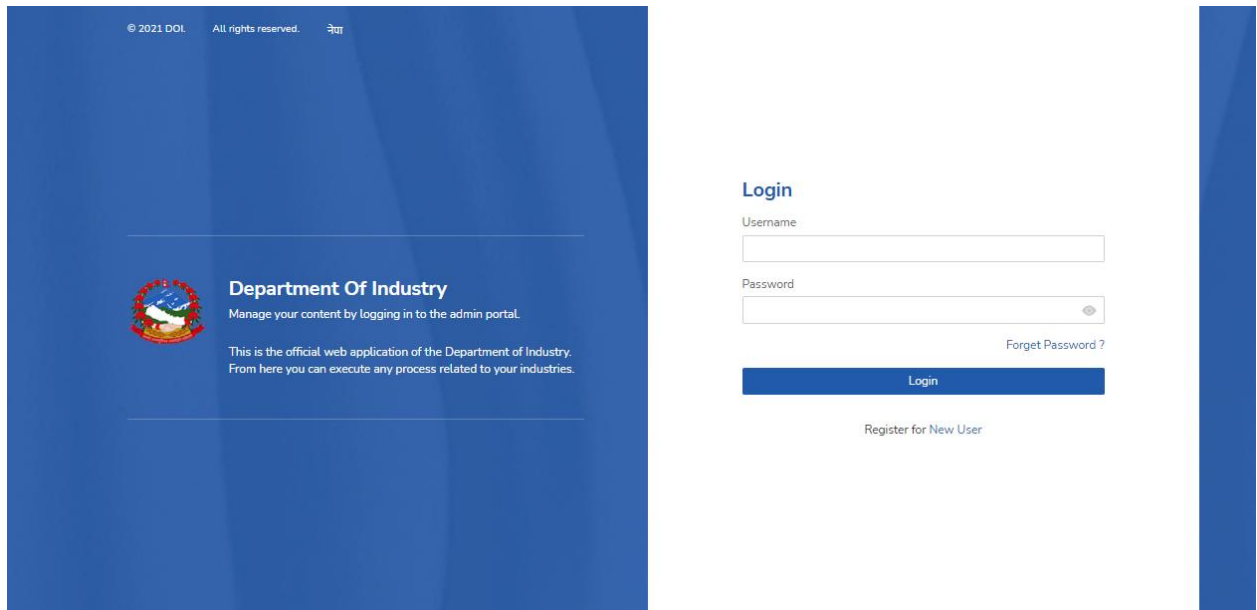 © 2021 DOI. All rights reserved. नेपा
Department Of Industry
Manage your content by logging in to the admin portal.
This is the official web application of the Department of Industry.
From here you can execute any process related to your industries.
Login
Username
Password
Forget Password ?
Login
Register for New User